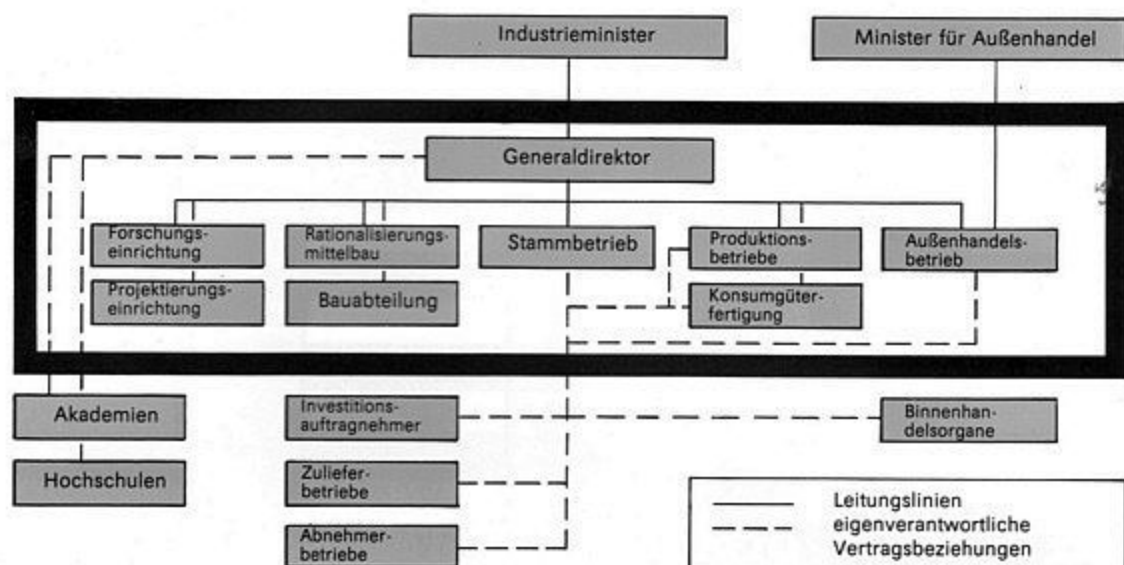 Industrieminister
Minister für Außenhandel
Generaldirektor
Forschungs-
einrichtung
Rationalisierungs-
mittelbau
Stammbetrieb
Produktions-
betriebe
Außenhandels-
betrieb
Projektierungs-
einrichtung
Bauabteilung
Konsumgüter-
fertigung
Akademien
Investitions-
auftragnehmer
Binnenhan-
delsorgane
Hochschulen
Zuliefer-
betriebe
Abnehmer-
betriebe
Leitungslinien
eigenverantwortliche
Vertragsbeziehungen